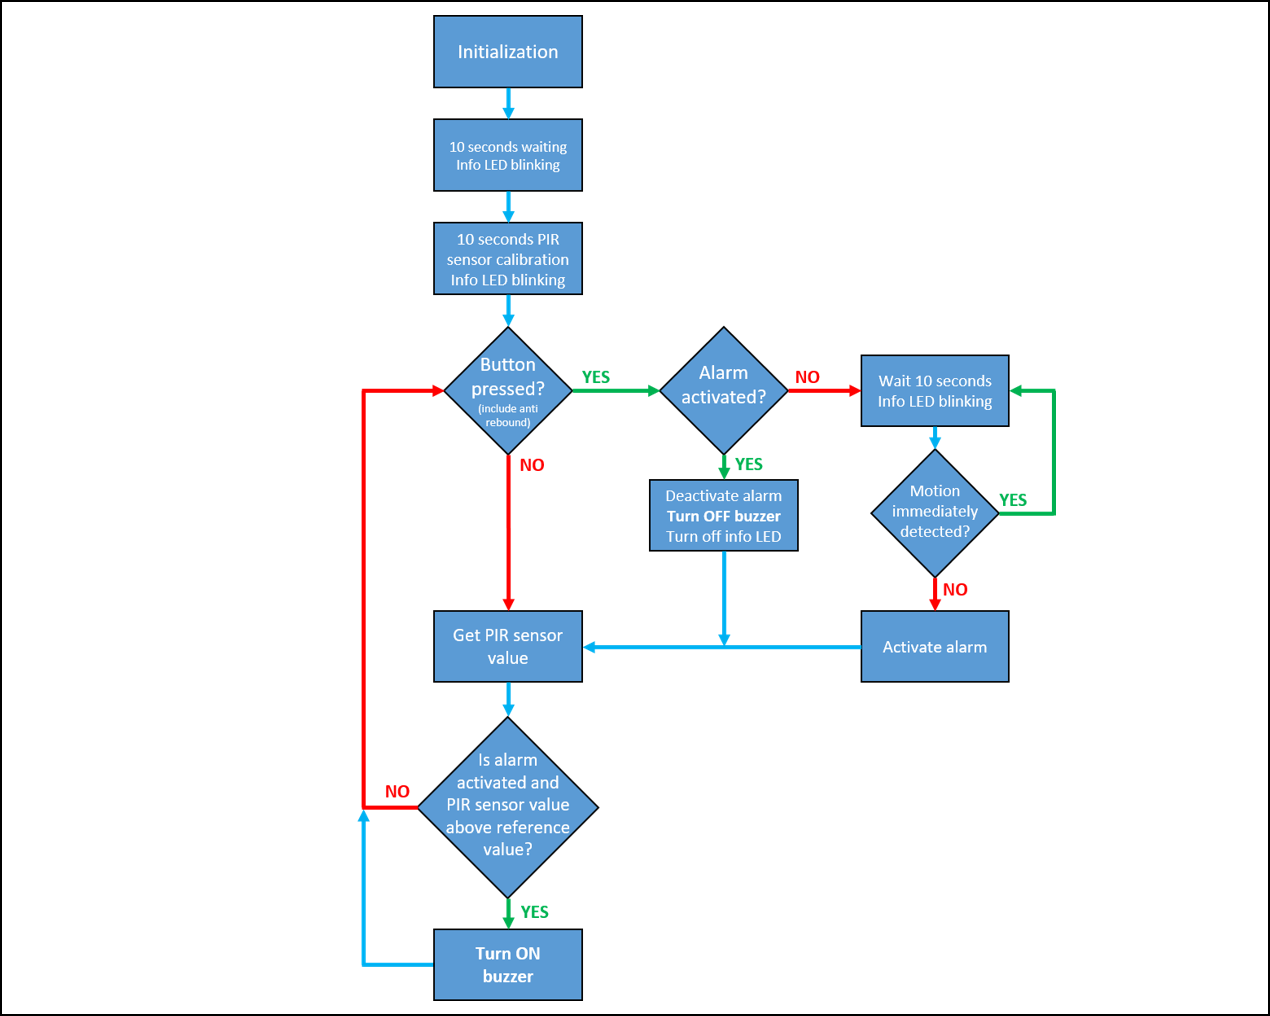 Initialization
10 seconds waiting
Info LED blinking
10 seconds PIR
sensor calibration
Info LED blinking
Button
pressed?
(include anti
rebound)
YES
NO
Alarm
activated?
NO
YES
Wait 10 seconds
Info LED blinking
Motion
immediately
detected?
YES
NO
Deactivate alarm
Turn OFF buzzer
Turn off info LED
Activate alarm
Get PIR sensor
value
Is alarm
activated and
PIR sensor value
above reference
value?
NO
YES
Turn ON
buzzer